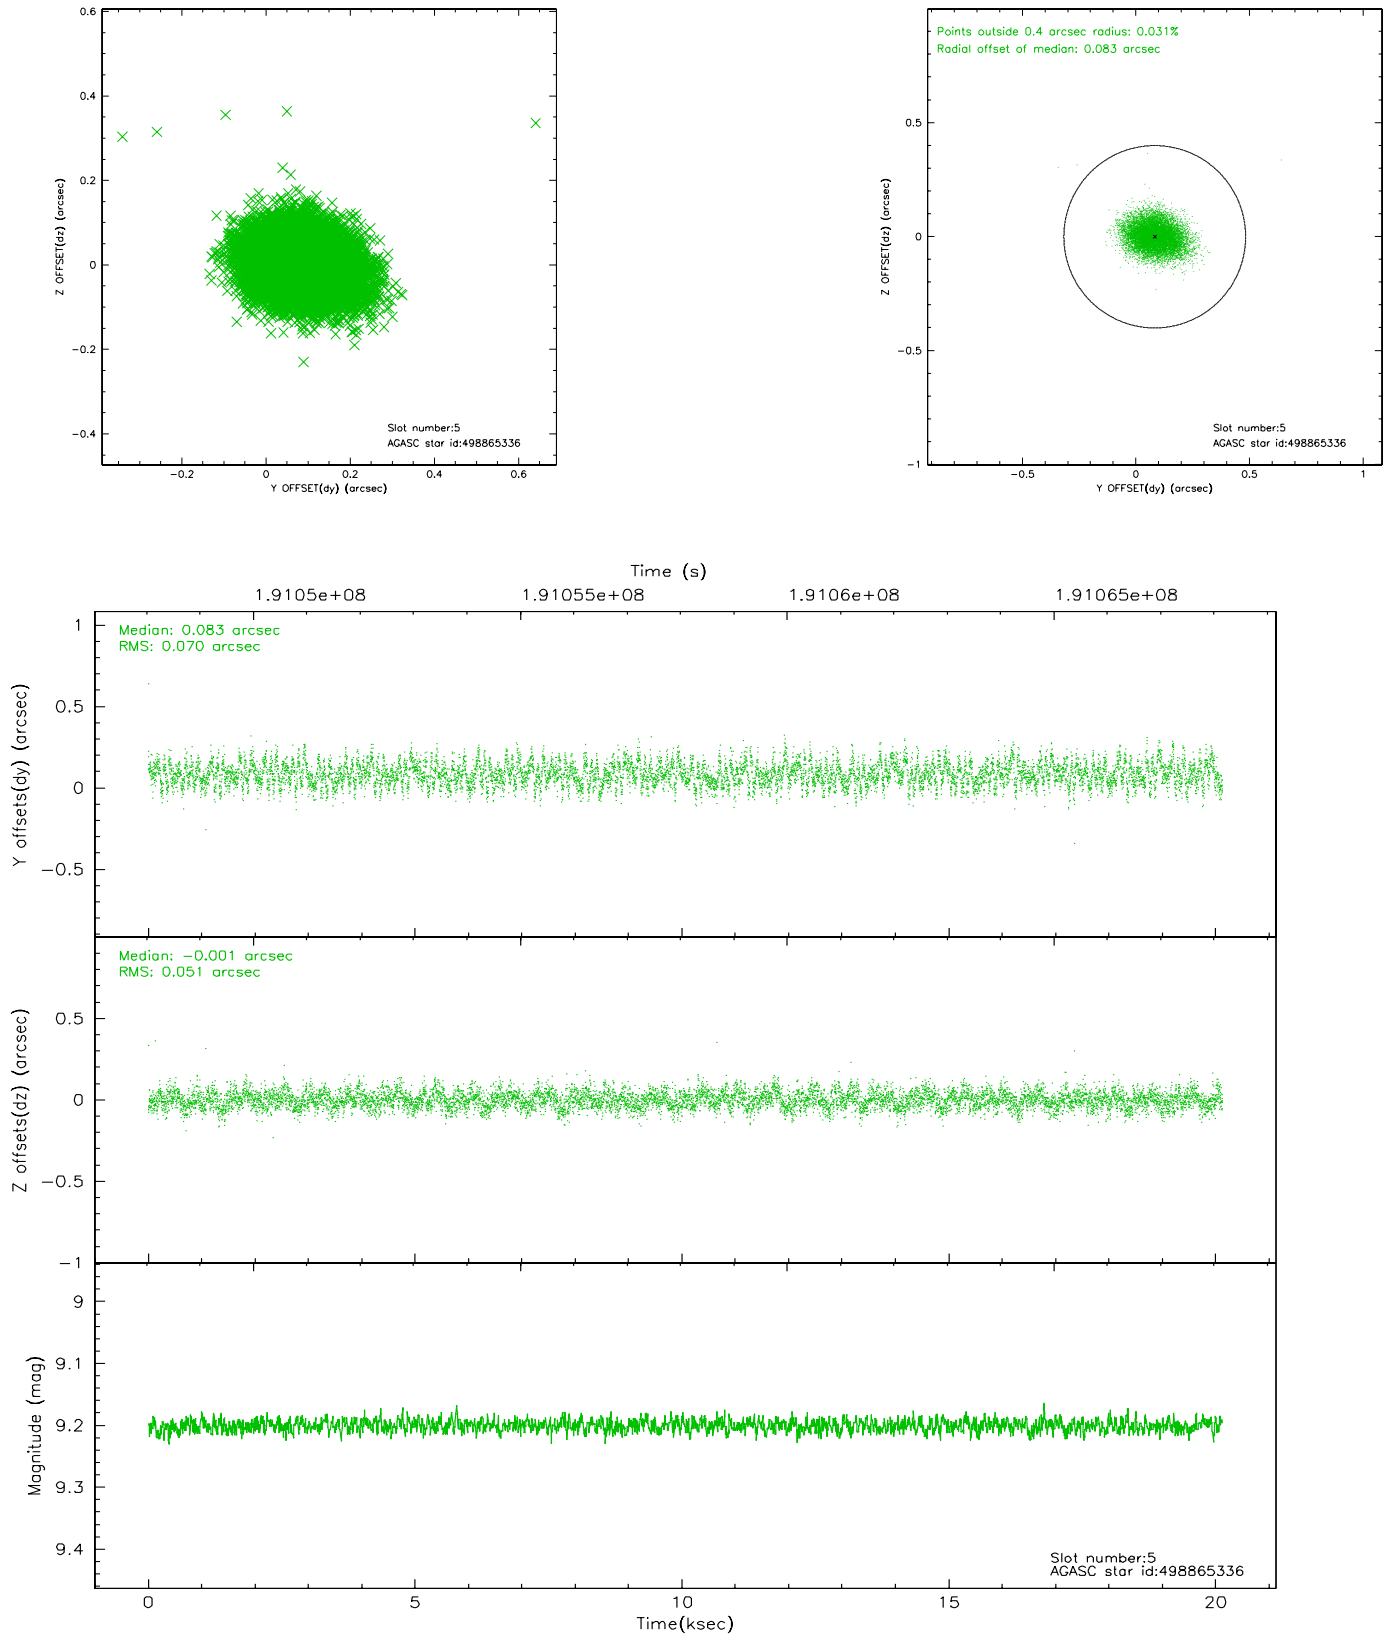 0.6
0.4
0.2
0
−0.2
−0.4
Z OFFSET(dz) (arcsec)
−0.2 0 0.2 0.4 0.6
Y OFFSET(dy) (arcsec)
Slot number:5
AGASC star id:498865336
Points outside 0.4 arcsec radius: 0.031%
Radial offset of median: 0.083 arcsec
0.5
0
−0.5
−1
Z OFFSET(dz) (arcsec)
−0.5 0 0.5 1
Y OFFSET(dy) (arcsec)
Slot number:5
AGASC star id:498865336
Time (s)
1.9105e+08 1.91055e+08 1.9106e+08 1.91065e+08
Median: 0.083 arcsec
RMS: 0.070 arcsec
1
0.5
0
−0.5
Y offsets(dy) (arcsec)
Median: −0.001 arcsec
RMS: 0.051 arcsec
0.5
0
−0.5
−1
Z offsets(dz) (arcsec)
9
9.1
9.2
9.3
9.4
Magnitude (mag)
Slot number:5
AGASC star id:498865336
0 5 10 15 20
Time(ksec)